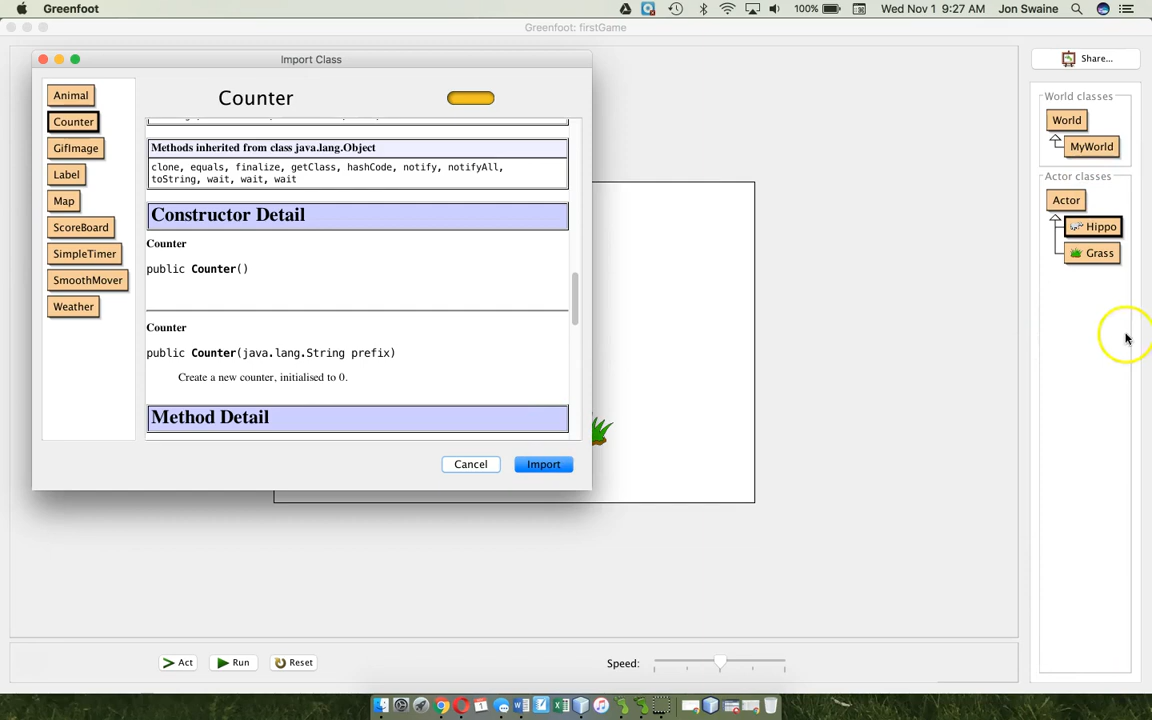 Greenfoot
100%
Wed Nov 1 9:27 AM
Jon Swaine
Greenfoot: firstGame
Import Class
Animal
Counter
GifImage
Label
Map
ScoreBoard
SimpleTimer
SmoothMover
Weather
Counter
Methods inherited from class java.lang.Object
clone, equals, finalize, getClass, hashCode, notify, notifyAll,
toString, wait, wait, wait
Constructor Detail
Counter
public Counter()
Counter
public Counter(java.lang.String prefix)
Create a new counter, initialised to 0.
Method Detail
Cancel
Import
Share...
World classes
World
MyWorld
Actor classes
Actor
Hippo
Grass
Act
Run
Reset
Speed: